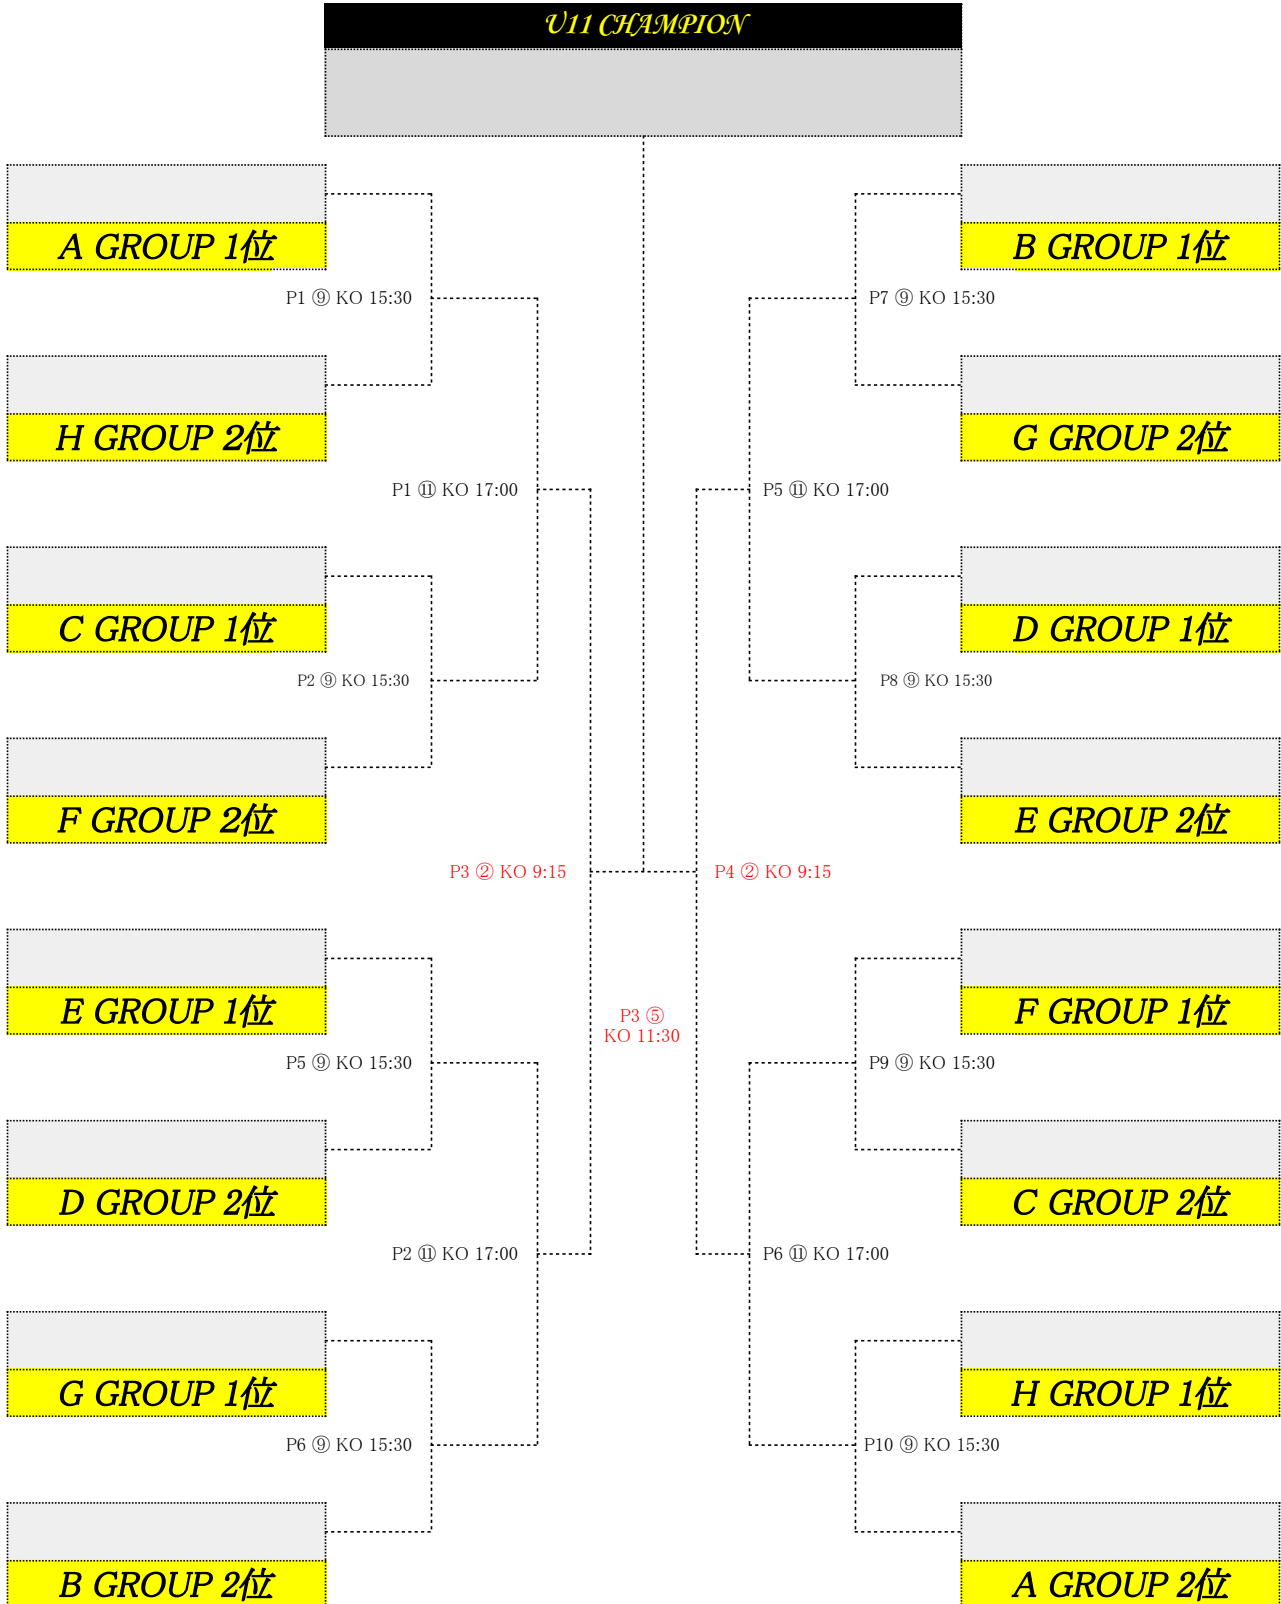 U11 CHAMPION
A GROUP 1位
B GROUP 1位
P1 ⑨ KO 15:30
P7 ⑨ KO 15:30
H GROUP 2位
G GROUP 2位
P1 ⑪ KO 17:00
P5 ⑪ KO 17:00
C GROUP 1位
D GROUP 1位
P2 ⑨ KO 15:30
P8 ⑨ KO 15:30
F GROUP 2位
E GROUP 2位
P3 ② KO 9:15
P4 ② KO 9:15
E GROUP 1位
F GROUP 1位
P3 ⑤
KO 11:30
P5 ⑨ KO 15:30
P9 ⑨ KO 15:30
D GROUP 2位
C GROUP 2位
P2 ⑪ KO 17:00
P6 ⑪ KO 17:00
G GROUP 1位
H GROUP 1位
P6 ⑨ KO 15:30
P10 ⑨ KO 15:30
B GROUP 2位
A GROUP 2位